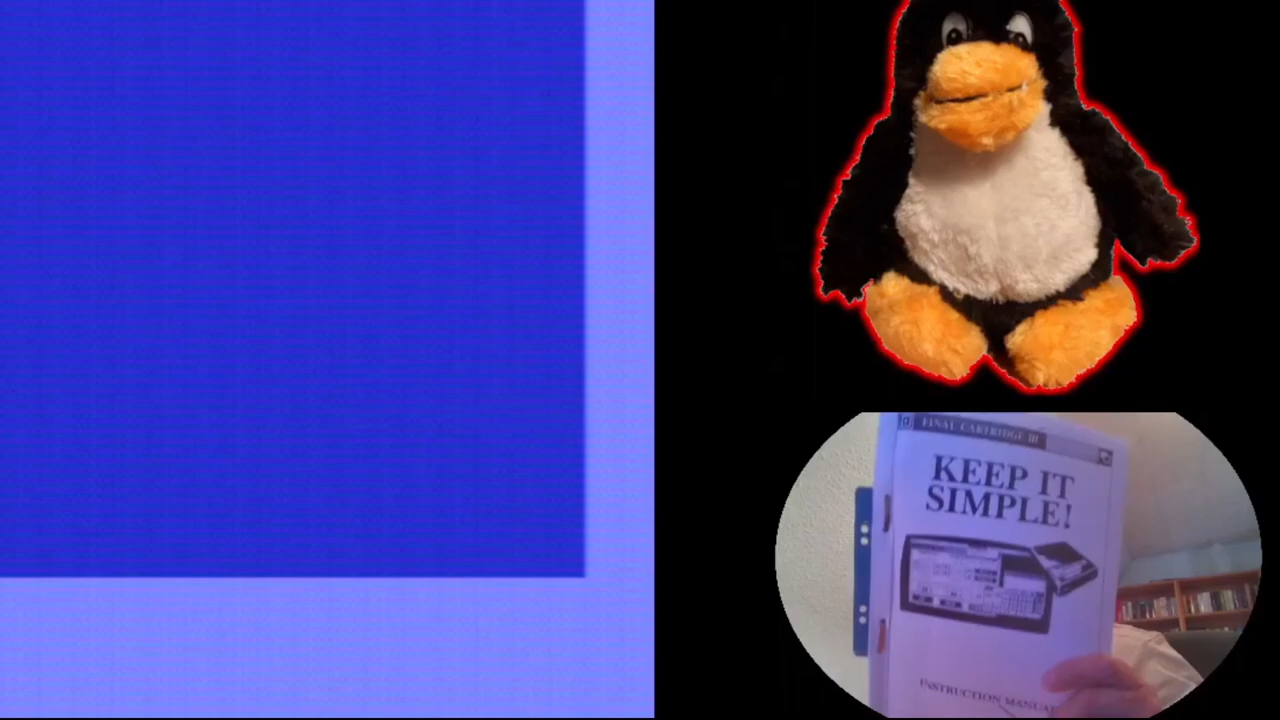 FINAL CARTRIDGE III
KEEP IT
SIMPLE!
INSTRUCTION MANUAL